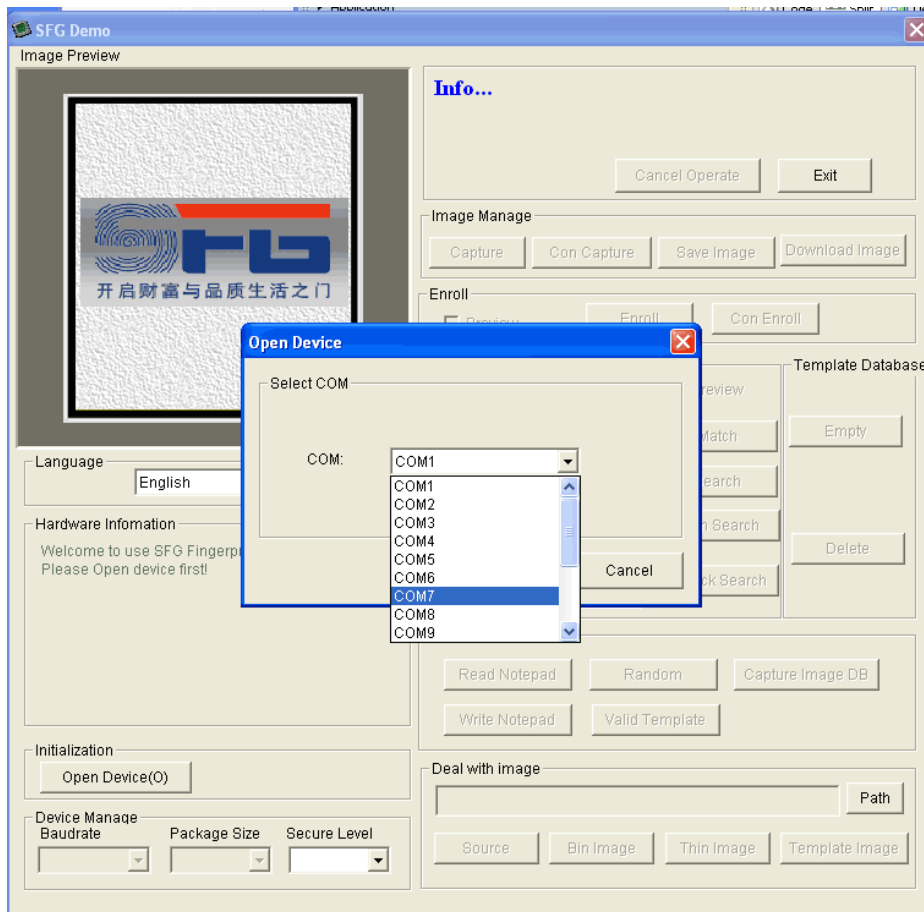 Application
SFG Demo
Image Preview
Info...
Cancel Operate
Exit
Image Manage
Capture
Con Capture
Save Image
Download Image
SFG
开启财富与品质生活之门
Enroll
Preview
Enroll
Con Enroll
Open Device
Select COM
COM:
COM1
COM1
COM2
COM3
COM4
COM5
COM6
COM7
COM8
COM9
Cancel
Template Database
Empty
Delete
Language
English
Hardware Infomation
Welcome to use SFG
Please Open device first!
Read Notepad
Random
Capture Image DB
Write Notepad
Valid Template
Initialization
Open Device(O)
Device Manage
Baudrate
Package Size
Secure Level
Deal with image
Path
Source
Bin Image
Thin Image
Template Image